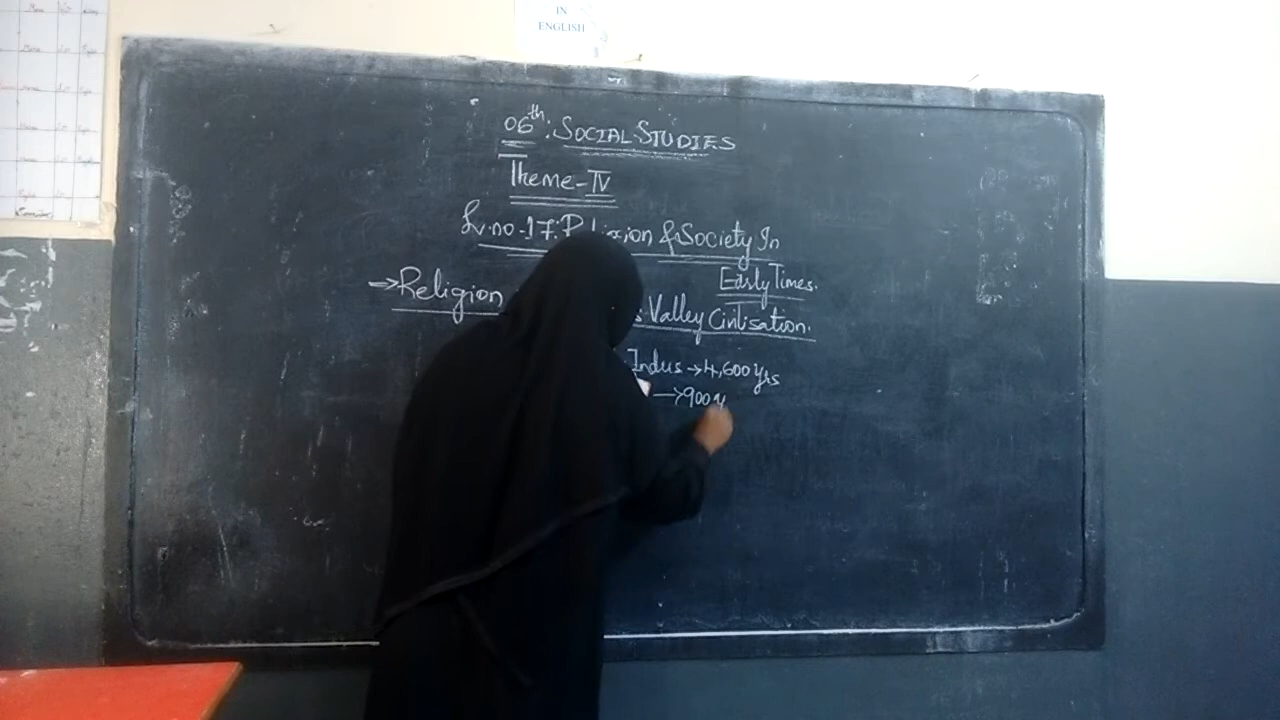 IN
ENGLISH
06th: SOCIAL STUDIES
Theme-IV
Lv.no-17: Religion & Society In
Early Times.
→Religion
Valley Civilisation.
Indus → 4,600 yrs
→ 900 y